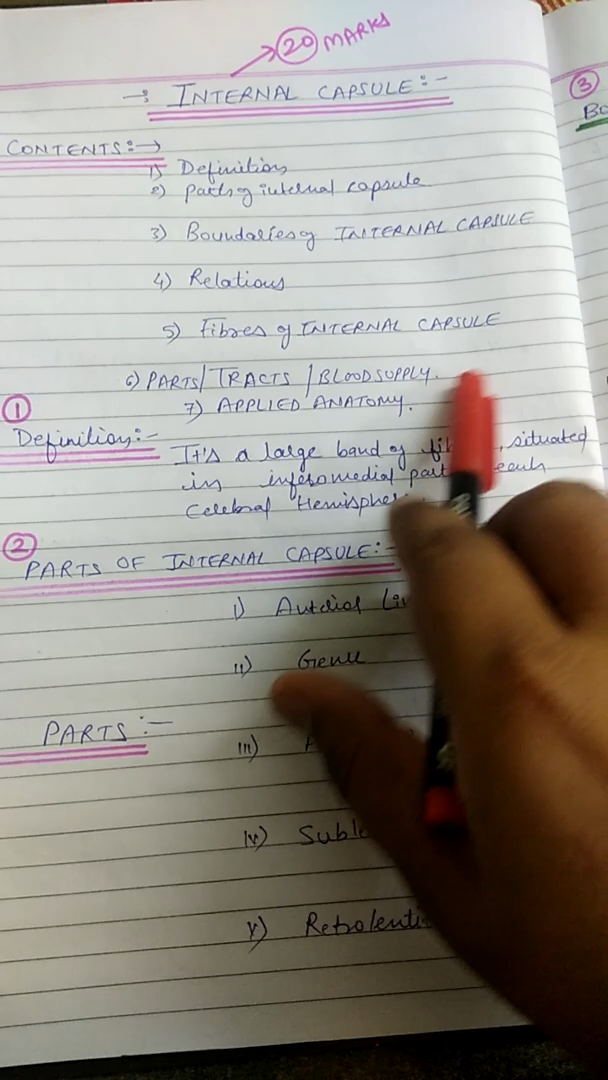 20 MARKS
-: INTERNAL CAPSULE:-
CONTENTS:→
1) Definition
2) Parts of internal capsule
3) Boundaries of INTERNAL CAPSULE
4) Relations
5) Fibres of INTERNAL CAPSULE
6) PARTS/ TRACTS / BLOOD SUPPLY.
7) APPLIED ANATOMY.
1
Definition:- It's a large band of , situated
in inferomedial part each
Cerebral
2
PARTS OF INTERNAL CAPSULE:-
i) 
ii) Genu
PARTS:-
iii)
iv)
v)
3